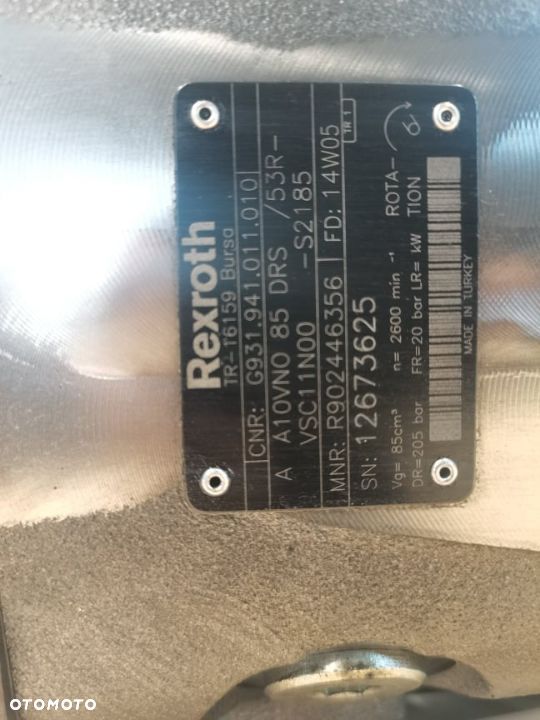 Rexroth
TR-16159 Bursa
CNR: G931.941.011.010
A A10VNO 85 DRS /53R-
VSC11N00 -S2185
MNR: R902446356 FD: 14W05
TR 1
SN: 12673625
Vg= 85cm³ n= 2600 min⁻¹ ROTA-
DR=205 bar FR=20 bar LR= kW TION
MADE IN TURKEY
OTOMOTO